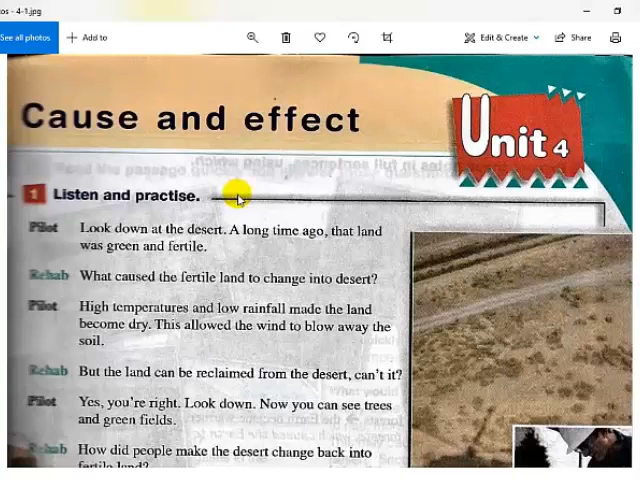 os - 4-1.jpg
See all photos
Add to
Edit & Create
Share
Cause and effect
Unit 4
1 Listen and practise.
Pilot Look down at the desert. A long time ago, that land
was green and fertile.
Rehab What caused the fertile land to change into desert?
Pilot High temperatures and low rainfall made the land
become dry. This allowed the wind to blow away the
soil.
Rehab But the land can be reclaimed from the desert, can't it?
Pilot Yes, you're right. Look down. Now you can see trees
and green fields.
Rehab How did people make the desert change back into
fertile land?